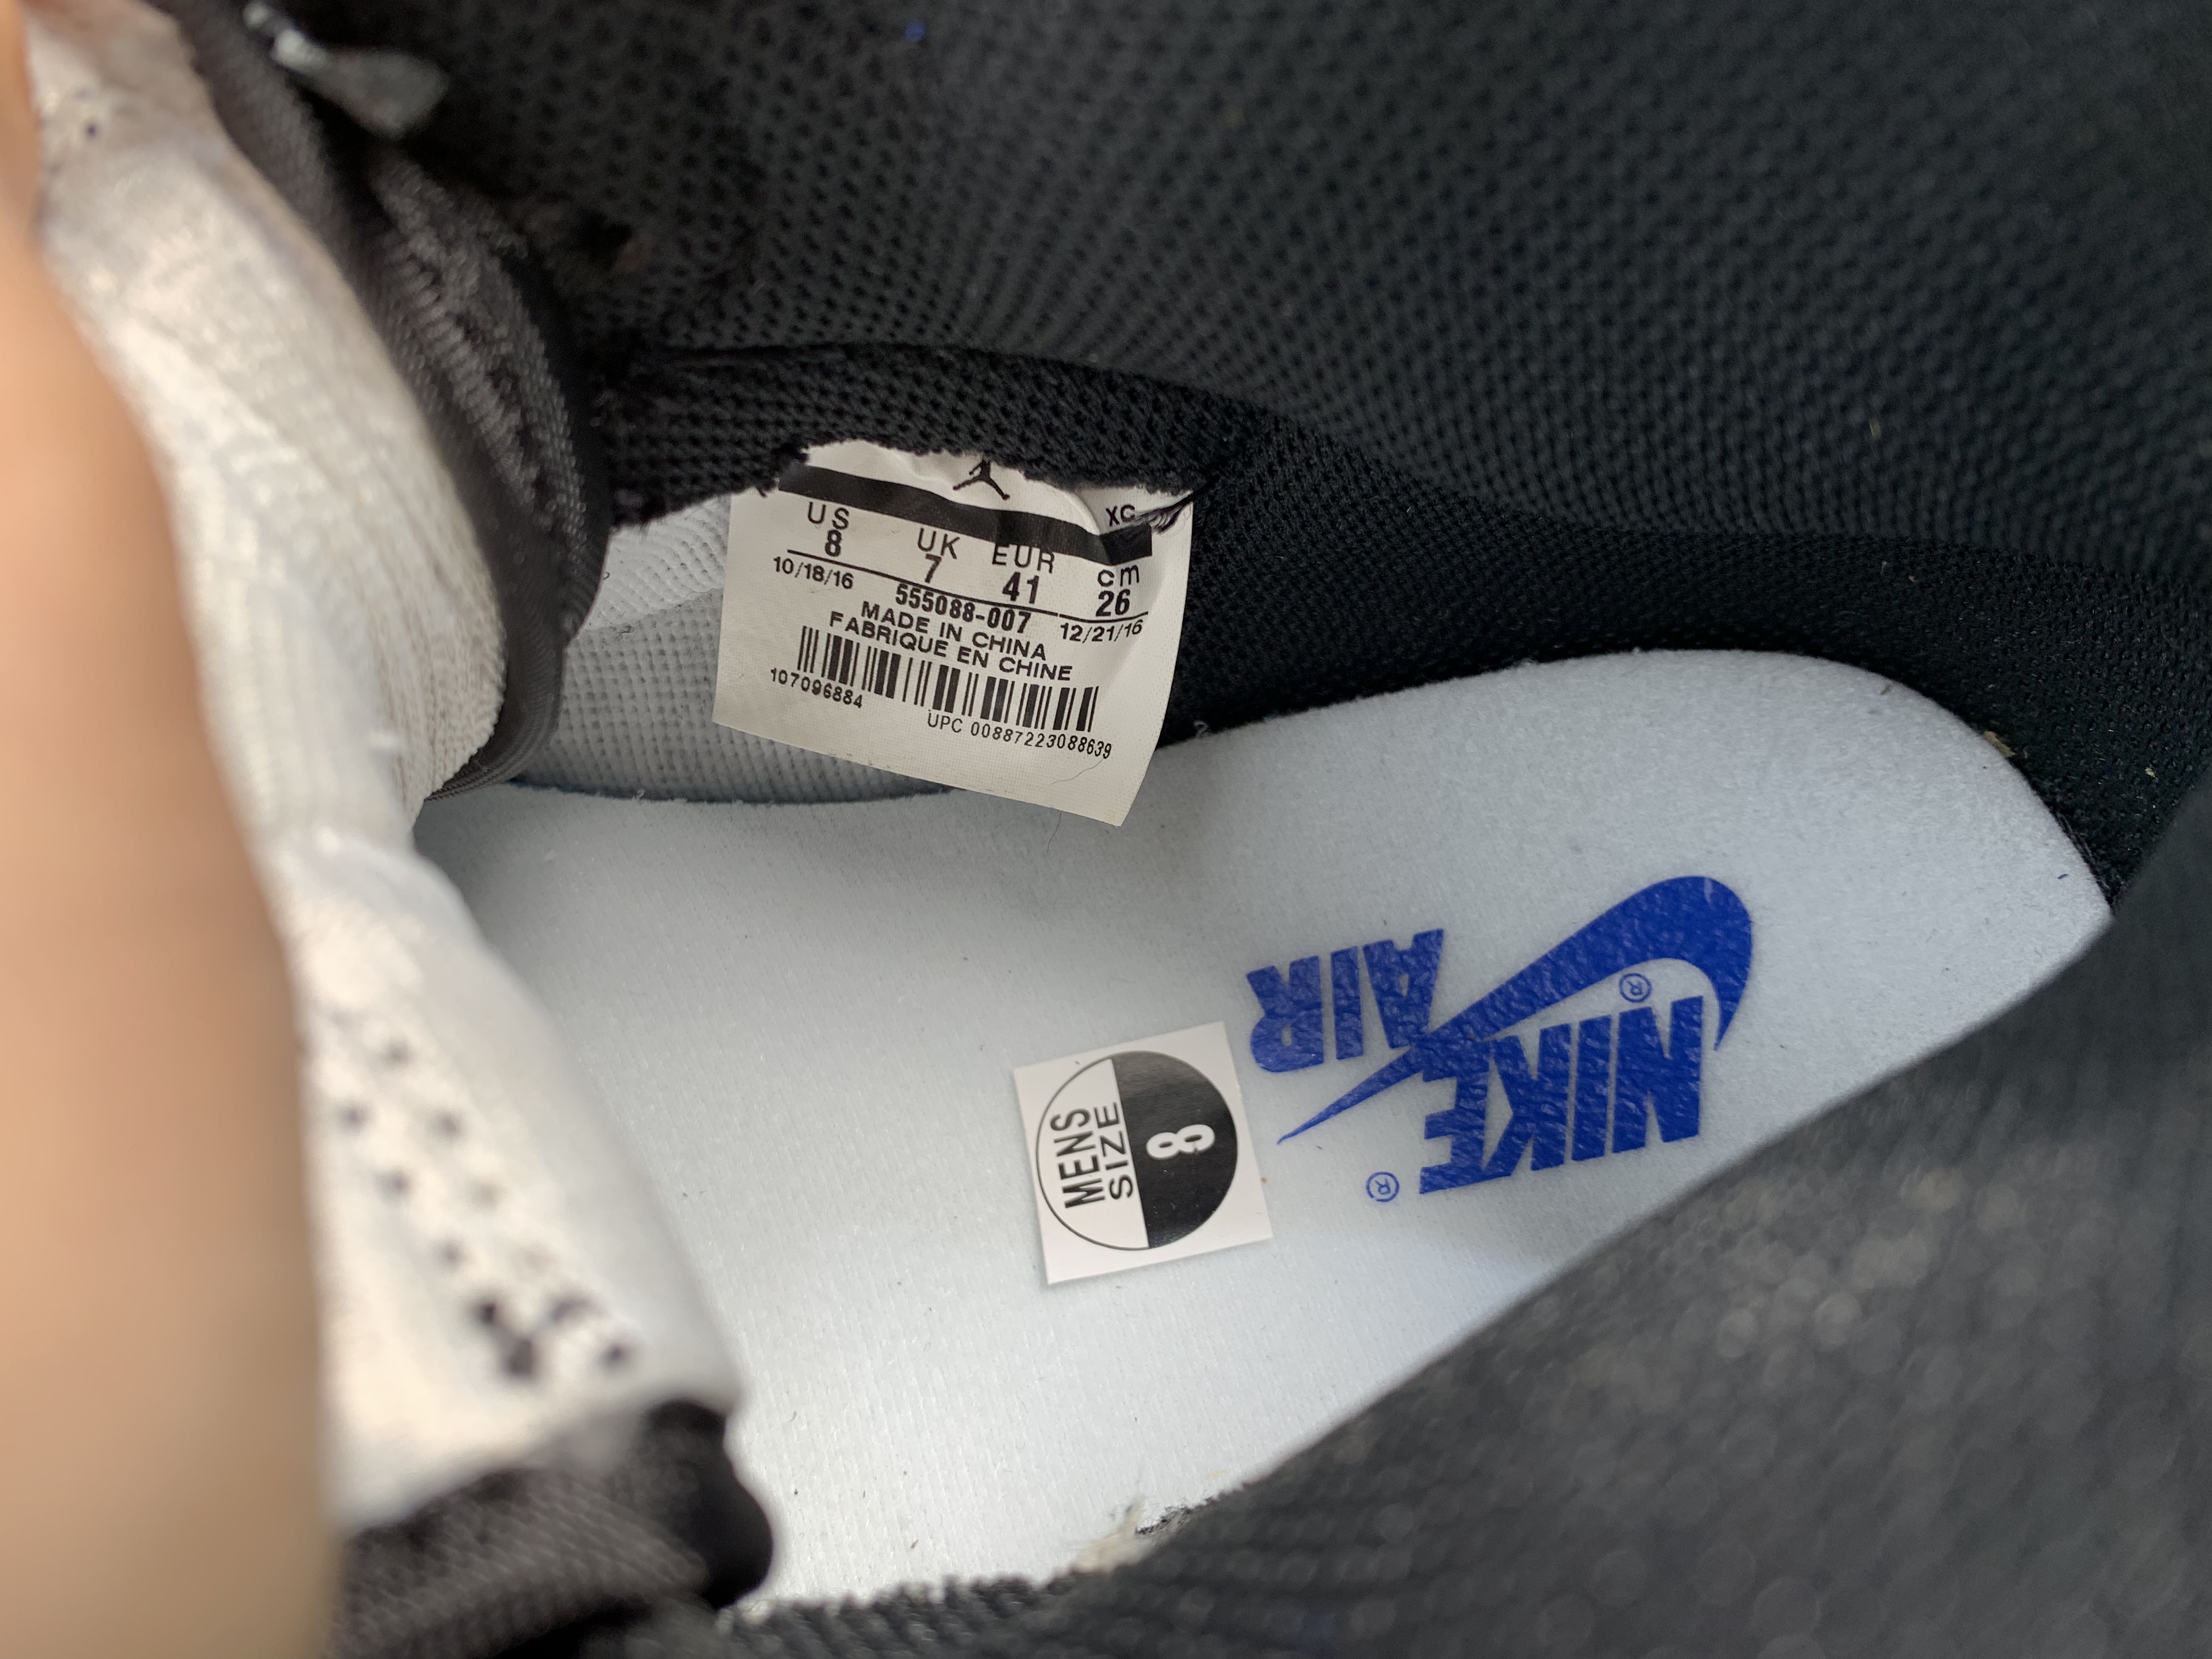 XC
US UK EUR cm
8 7 41 26
10/18/16 555088-007 12/21/16
MADE IN CHINA
FABRIQUE EN CHINE
107096884
UPC 00887223088639
NIKE ®
AIR ®
MENS
SIZE
8